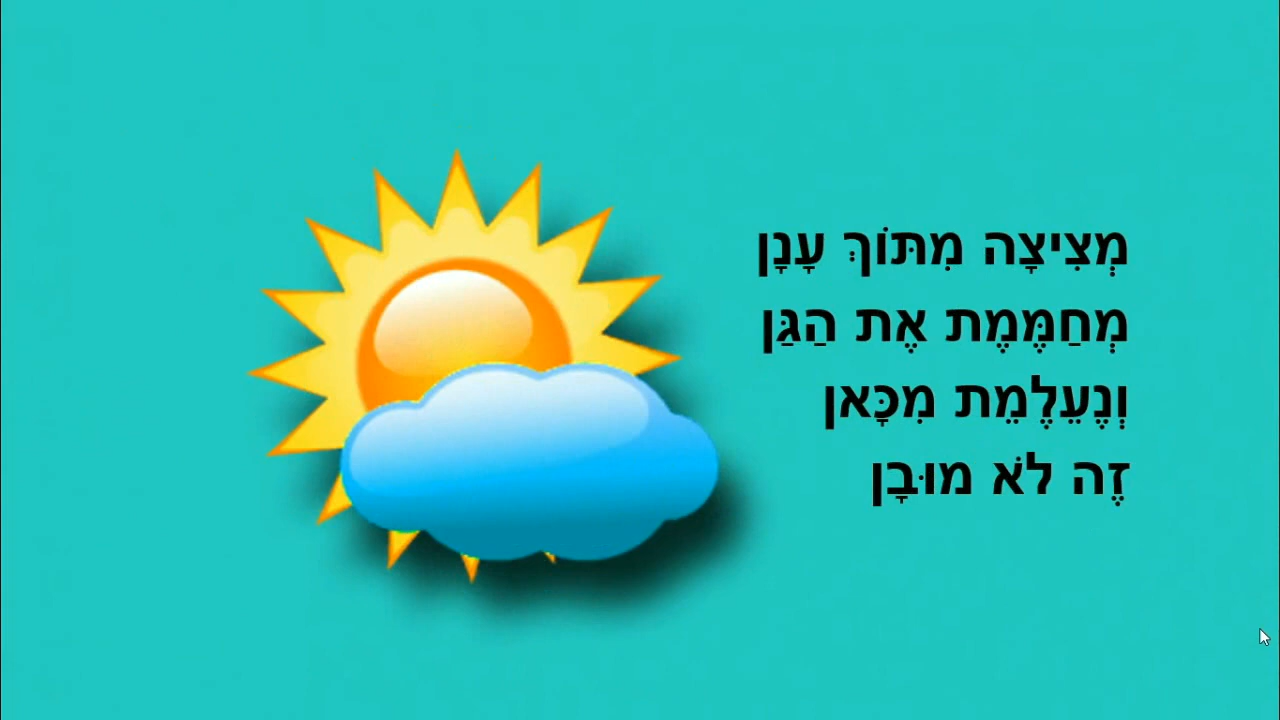 מְצִיצָה מִתּוֹךְ עָנָן
מְחַמֶּמֶת אֶת הַגַּן
וְנֶעֱלֶמֶת מִכָּאן
זֶה לֹא מוּבָן